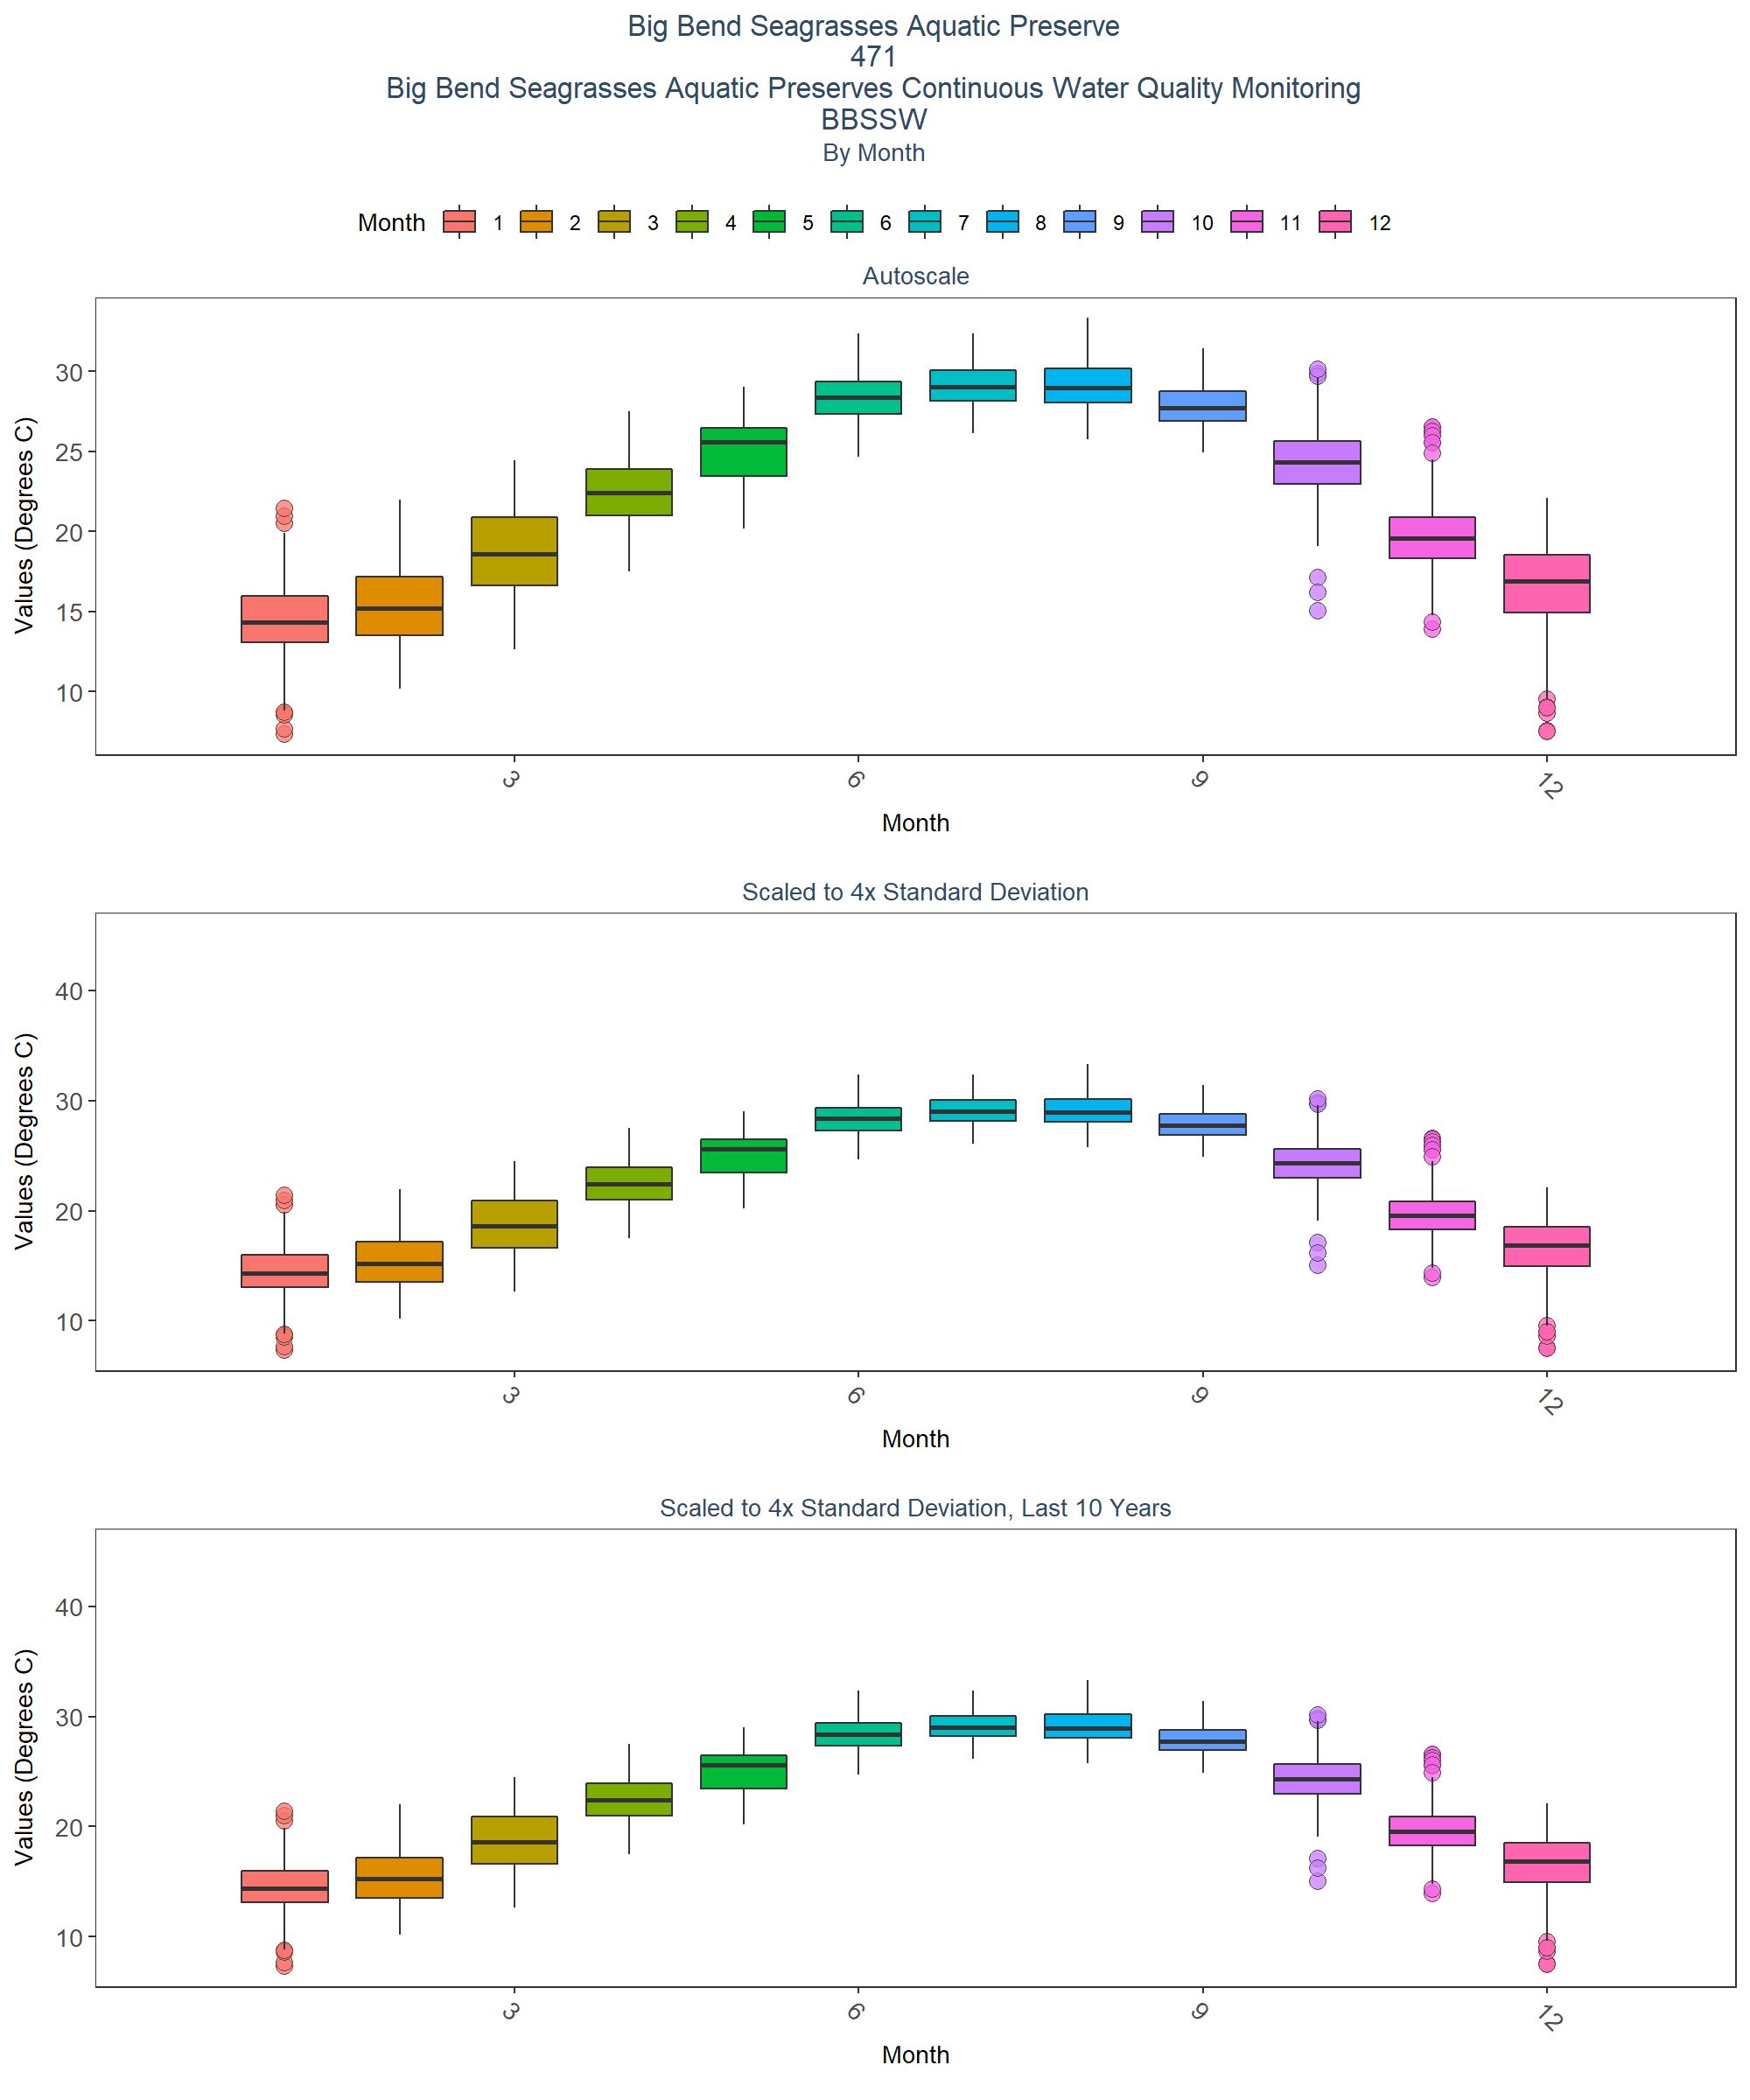 Big Bend Seagrasses Aquatic Preserve
471
Big Bend Seagrasses Aquatic Preserves Continuous Water Quality Monitoring
BBSSW
By Month
Month 1 2 3 4 5 6 7 8 9 10 11 12
Autoscale
Values (Degrees C)
30
25
20
15
10
3 6 9 12
Month
Scaled to 4x Standard Deviation
Values (Degrees C)
40
30
20
10
3 6 9 12
Month
Scaled to 4x Standard Deviation, Last 10 Years
Values (Degrees C)
40
30
20
10
3 6 9 12
Month